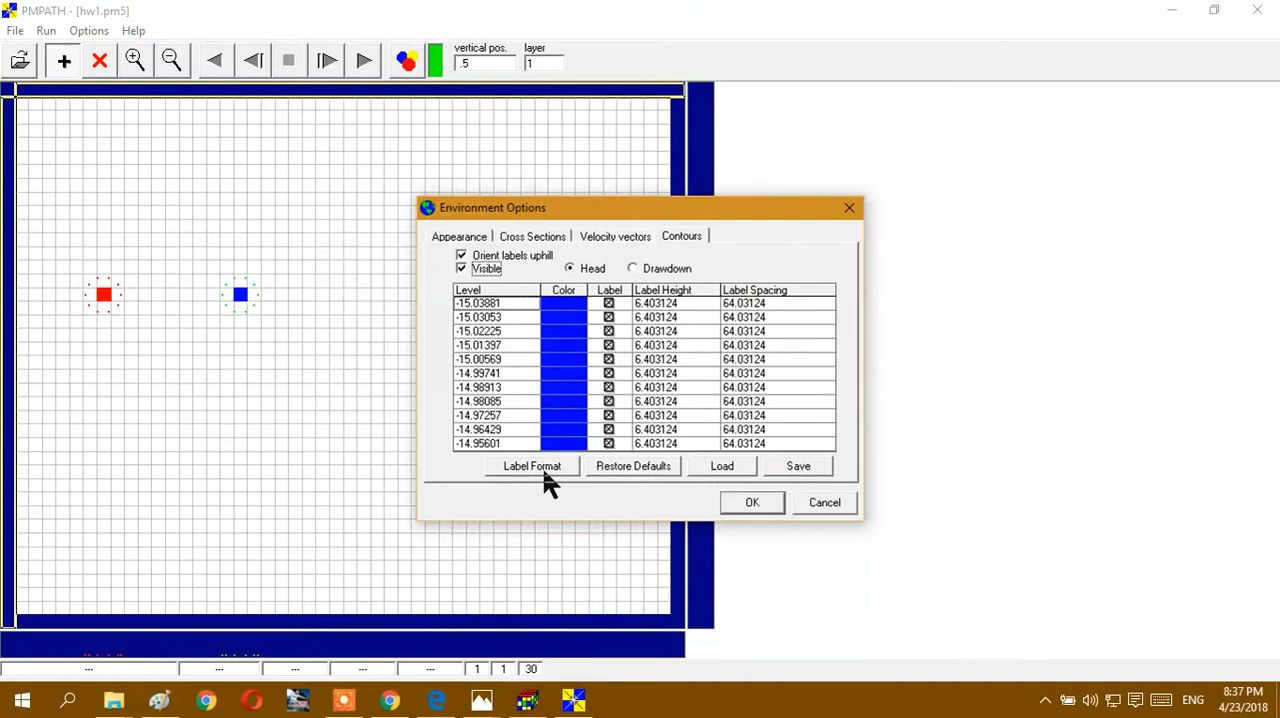 PMPATH - [hw1.pm5]
File Run Options Help
vertical pos. layer
.5 1
Environment Options
Appearance Cross Sections Velocity vectors Contours
Orient labels uphill
Visible Head Drawdown
Level Color Label Label Height Label Spacing
-15.03881 6.403124 64.03124
-15.03053 6.403124 64.03124
-15.02225 6.403124 64.03124
-15.01397 6.403124 64.03124
-15.00569 6.403124 64.03124
-14.99741 6.403124 64.03124
-14.98913 6.403124 64.03124
-14.98085 6.403124 64.03124
-14.97257 6.403124 64.03124
-14.96429 6.403124 64.03124
-14.95601 6.403124 64.03124
Label Format Restore Defaults Load Save
OK Cancel
--- --- --- --- --- 1 1 30
ENG 8:37 PM
4/23/2018